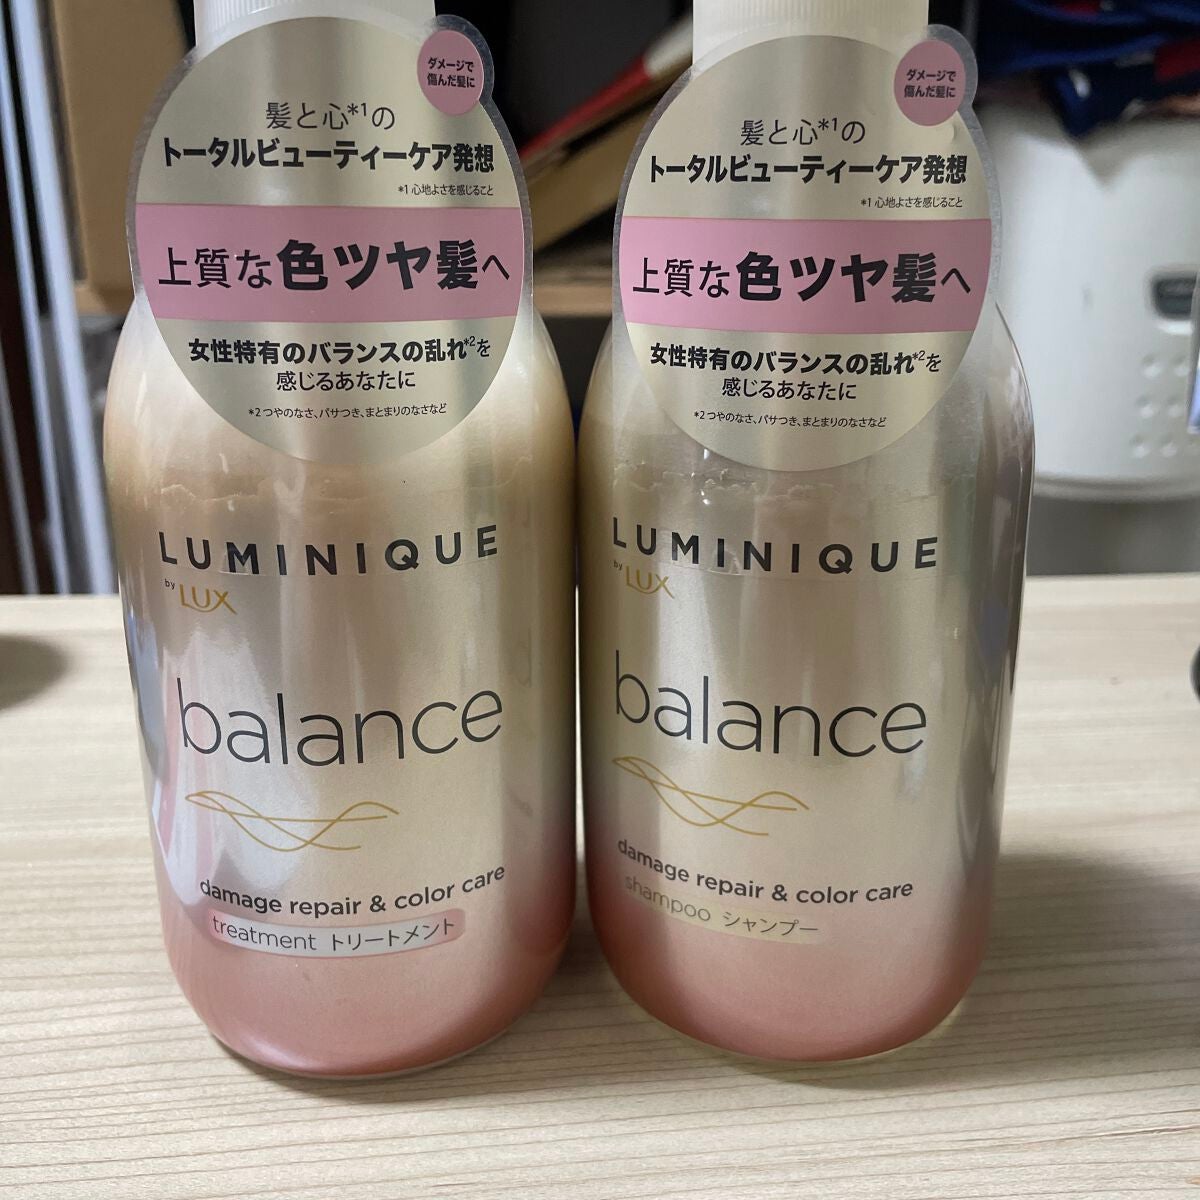 ダメージで
傷んだ髪に
髪と心*1の
トータルビューティーケア発想
*1 心地よさを感じること
上質な色ツヤ髪へ
女性特有のバランスの乱れ*2を
感じるあなたに
*2 つやのなさ、パサつき、まとまりのなさなど
LUMINIQUE
by LUX
balance
damage repair & color care
treatment トリートメント
ダメージで
傷んだ髪に
髪と心*1の
トータルビューティーケア発想
*1 心地よさを感じること
上質な色ツヤ髪へ
女性特有のバランスの乱れ*2を
感じるあなたに
*2 つやのなさ、パサつき、まとまりのなさなど
LUMINIQUE
by LUX
balance
damage repair & color care
shampoo シャンプー